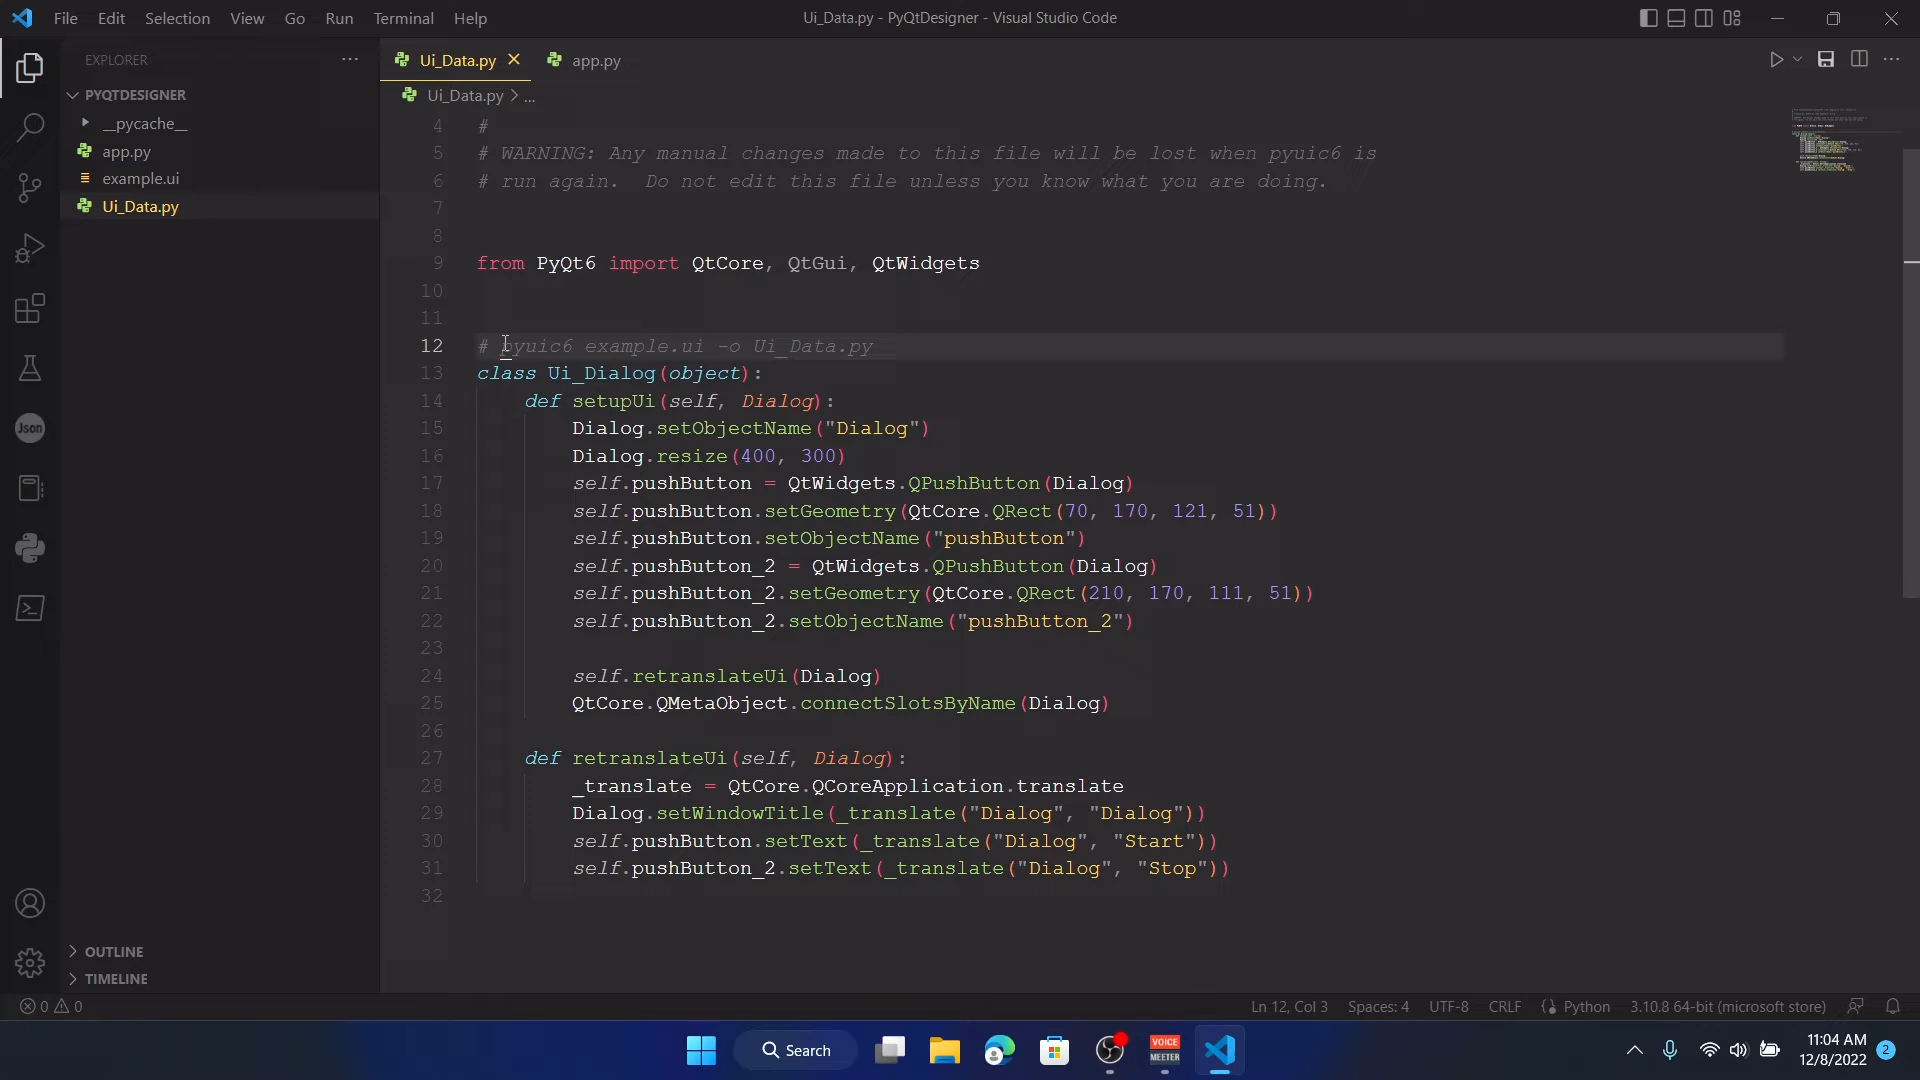 File Edit Selection View Go Run Terminal Help
Ui_Data.py - PyQtDesigner - Visual Studio Code
EXPLORER
PYQTDESIGNER
__pycache__
app.py
example.ui
Ui_Data.py
OUTLINE
TIMELINE
Json
Ui_Data.py app.py
Ui_Data.py > ...
4 #
5 # WARNING: Any manual changes made to this file will be lost when pyuic6 is
6 # run again.  Do not edit this file unless you know what you are doing.
7
8
9 from PyQt6 import QtCore, QtGui, QtWidgets
10
11
12 # pyuic6 example.ui -o Ui_Data.py
13 class Ui_Dialog(object):
14 def setupUi(self, Dialog):
15 Dialog.setObjectName("Dialog")
16 Dialog.resize(400, 300)
17 self.pushButton = QtWidgets.QPushButton(Dialog)
18 self.pushButton.setGeometry(QtCore.QRect(70, 170, 121, 51))
19 self.pushButton.setObjectName("pushButton")
20 self.pushButton_2 = QtWidgets.QPushButton(Dialog)
21 self.pushButton_2.setGeometry(QtCore.QRect(210, 170, 111, 51))
22 self.pushButton_2.setObjectName("pushButton_2")
23
24 self.retranslateUi(Dialog)
25 QtCore.QMetaObject.connectSlotsByName(Dialog)
26
27 def retranslateUi(self, Dialog):
28 _translate = QtCore.QCoreApplication.translate
29 Dialog.setWindowTitle(_translate("Dialog", "Dialog"))
30 self.pushButton.setText(_translate("Dialog", "Start"))
31 self.pushButton_2.setText(_translate("Dialog", "Stop"))
32
0 0
Ln 12, Col 3 Spaces: 4 UTF-8 CRLF Python 3.10.8 64-bit (microsoft store)
Search
VOICE
MEETER
11:04 AM
12/8/2022
2